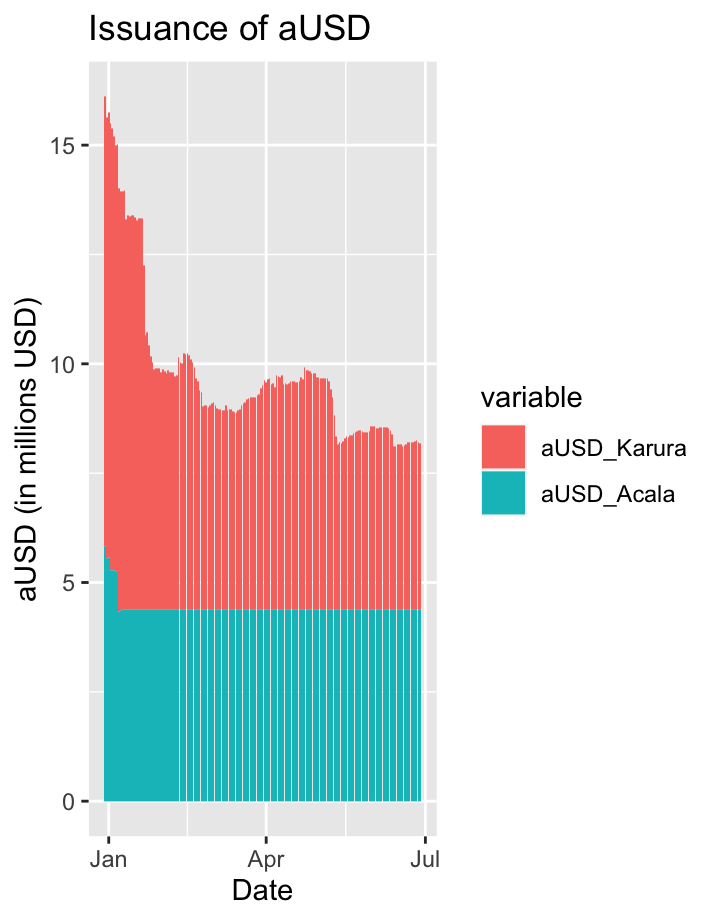 Issuance of aUSD
15
10
5
0
aUSD (in millions USD)
Jan
Apr
Jul
Date
variable
aUSD_Karura
aUSD_Acala